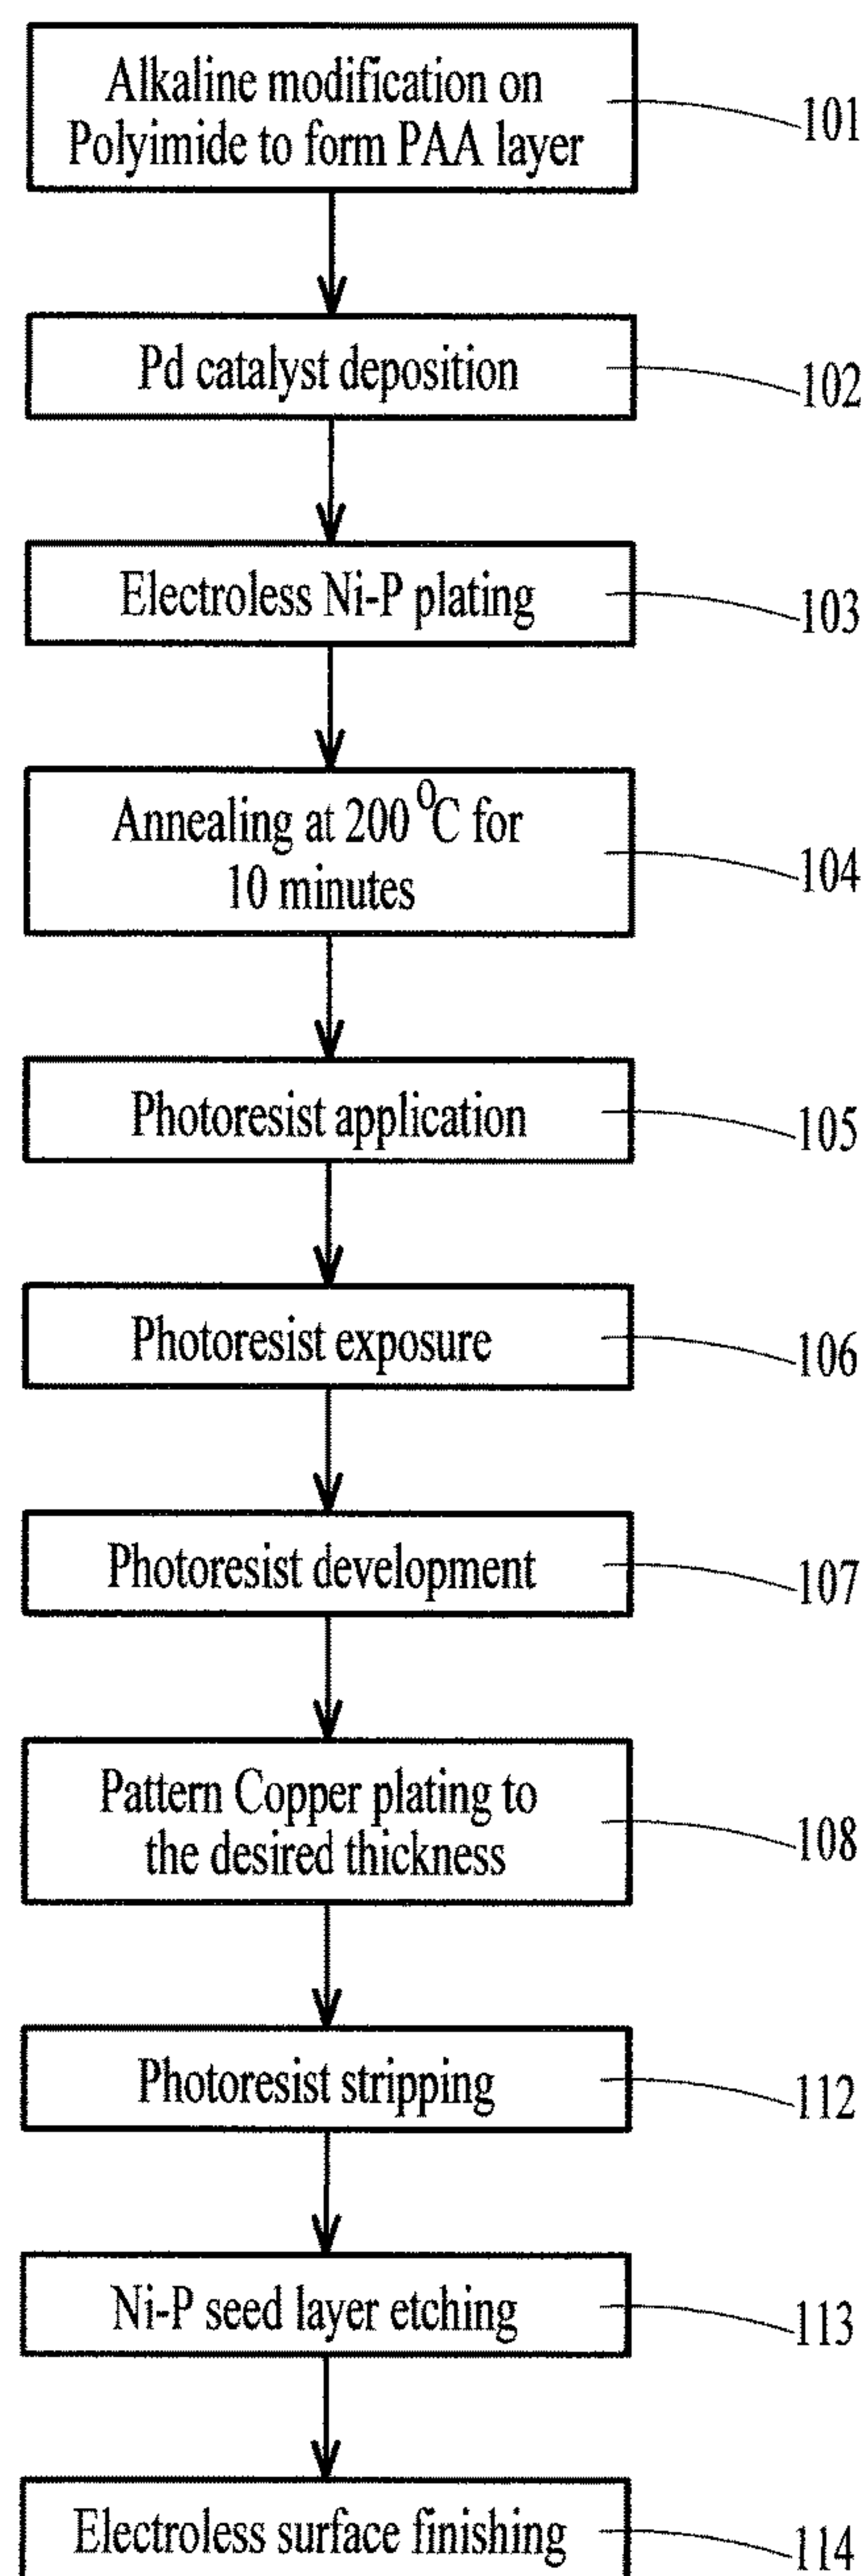 Alkaline modification on
Polyimide to form PAA layer
101
Pd catalyst deposition
102
Electroless Ni-P plating
103
Annealing at 200 °C for
10 minutes
104
Photoresist application
105
Photoresist exposure
106
Photoresist development
107
Pattern Copper plating to
the desired thickness
108
Photoresist stripping
112
Ni-P seed layer etching
113
Electroless surface finishing
114